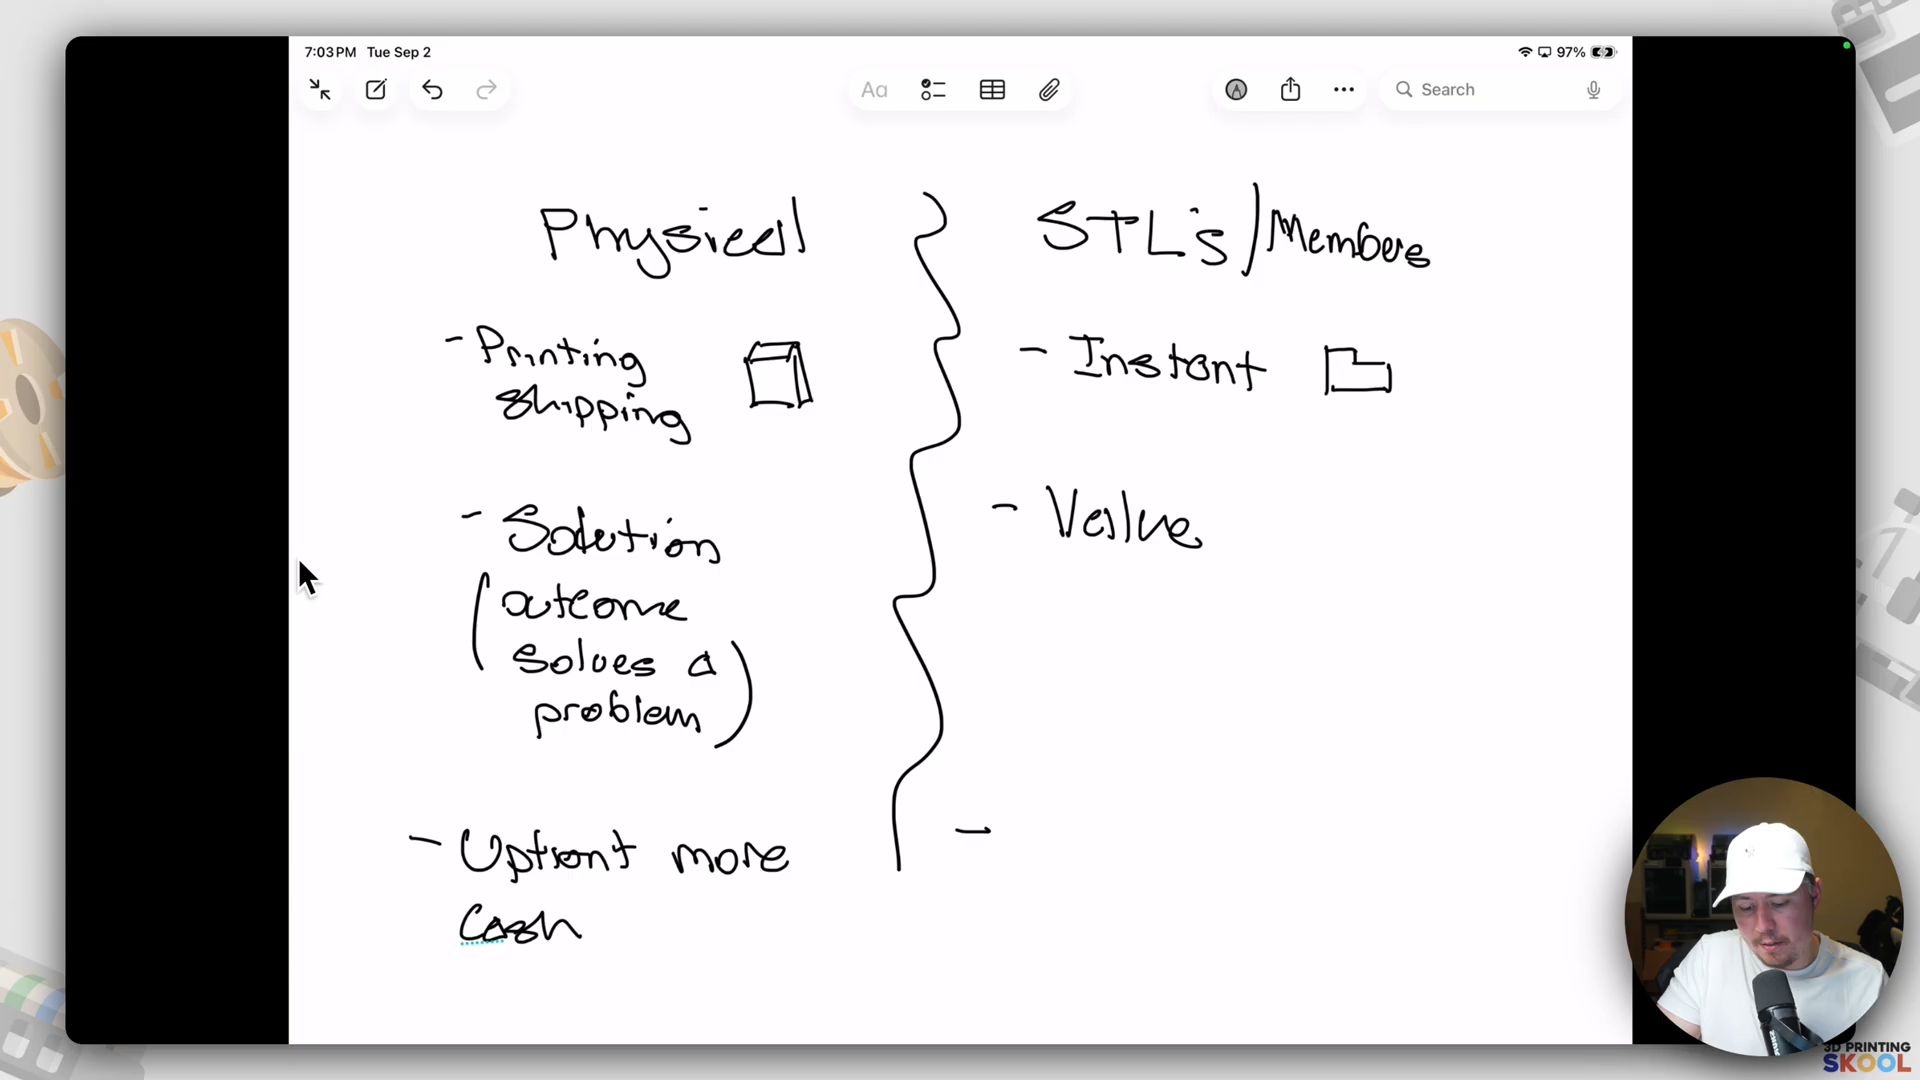 7:03 PM Tue Sep 2
97%
Aa
Search
Physical
STL's / Members
- Printing
shipping
- Instant
- Solution
(outcome
solves a
problem)
- Value
- Upfront more
Cash
-
3D PRINTING
SKOOL